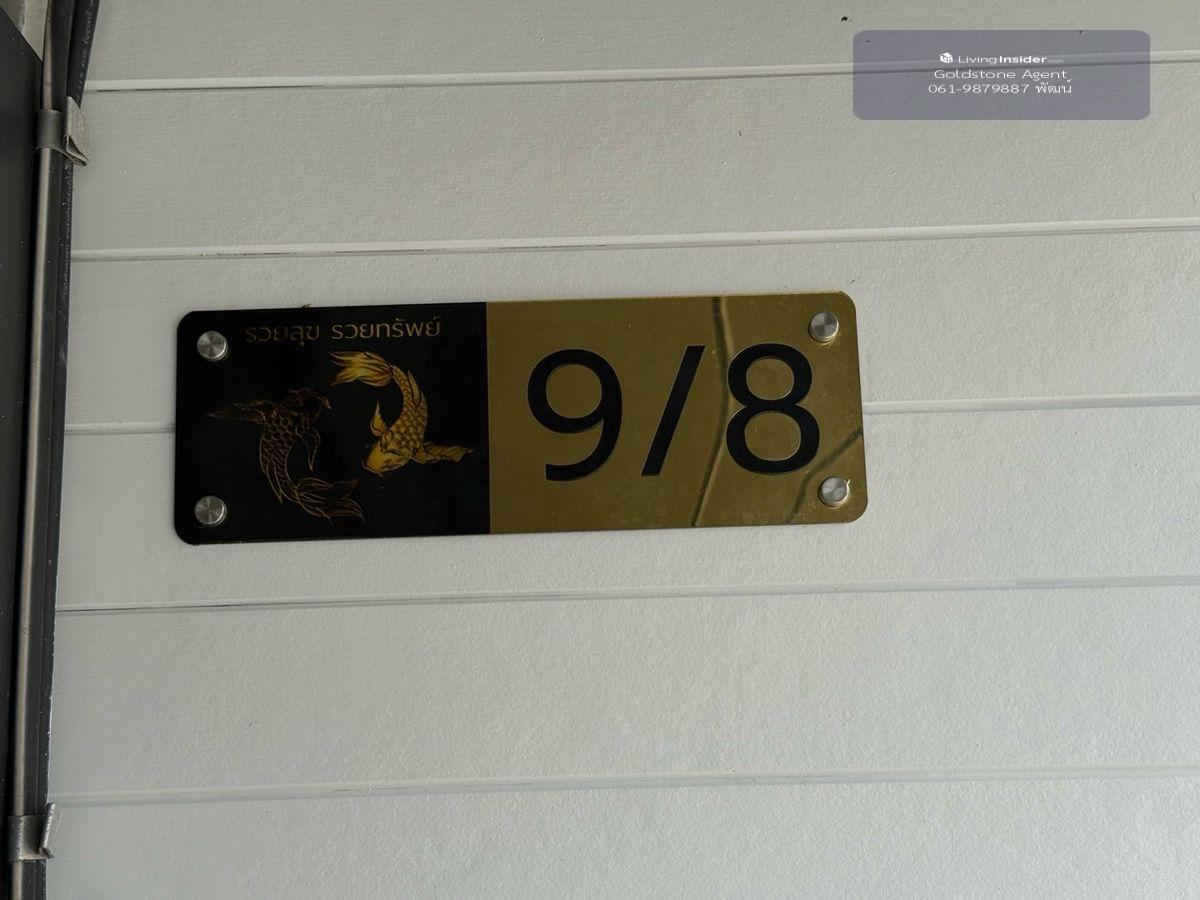 LivingInsider.com
Goldstone Agent
061-9879887 พัฒน์
รวยสุข รวยทรัพย์
9/8